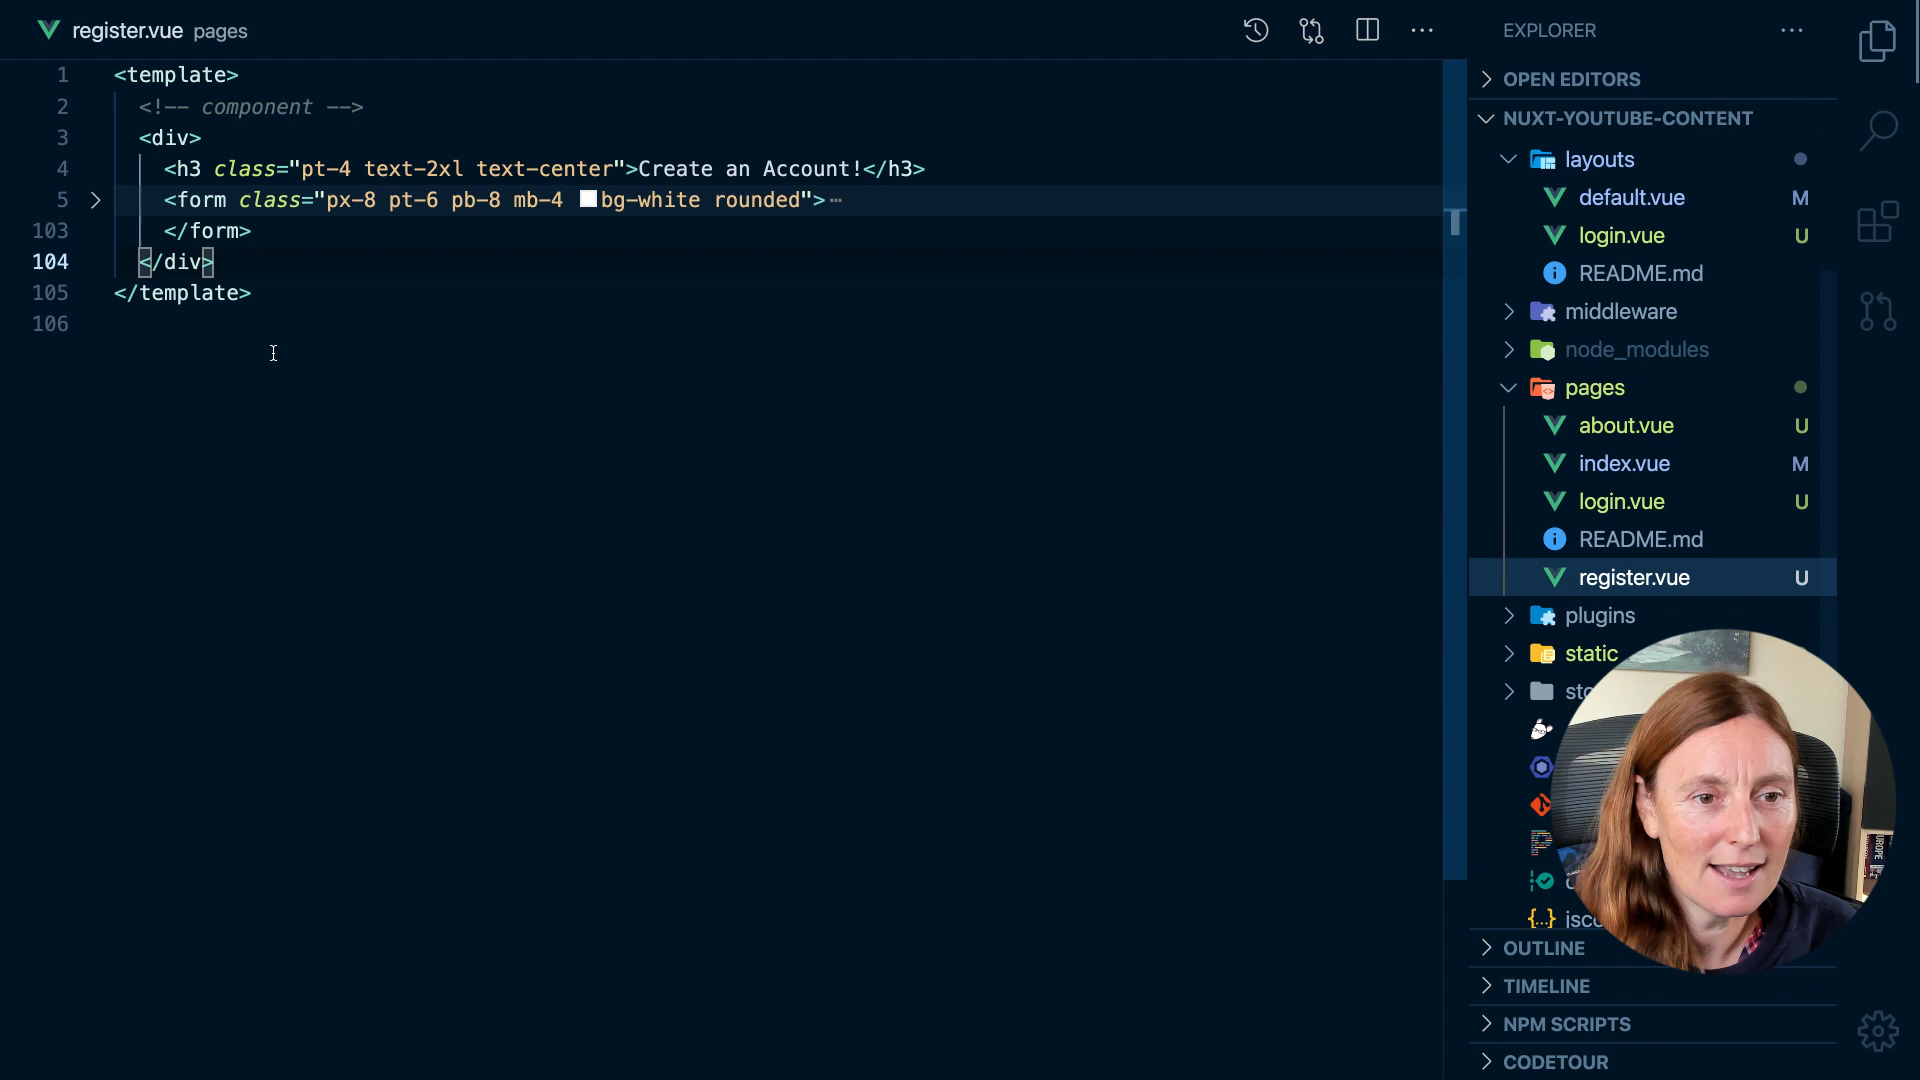 register.vue pages
1 <template>
2 <!-- component -->
3 <div>
4 <h3 class="pt-4 text-2xl text-center">Create an Account!</h3>
5 <form class="px-8 pt-6 pb-8 mb-4 bg-white rounded">
103 </form>
104 </div>
105 </template>
106
EXPLORER
OPEN EDITORS
NUXT-YOUTUBE-CONTENT
layouts
default.vue M
login.vue U
README.md
middleware
node_modules
pages
about.vue U
index.vue M
login.vue U
README.md
register.vue U
plugins
static
OUTLINE
TIMELINE
NPM SCRIPTS
CODETOUR